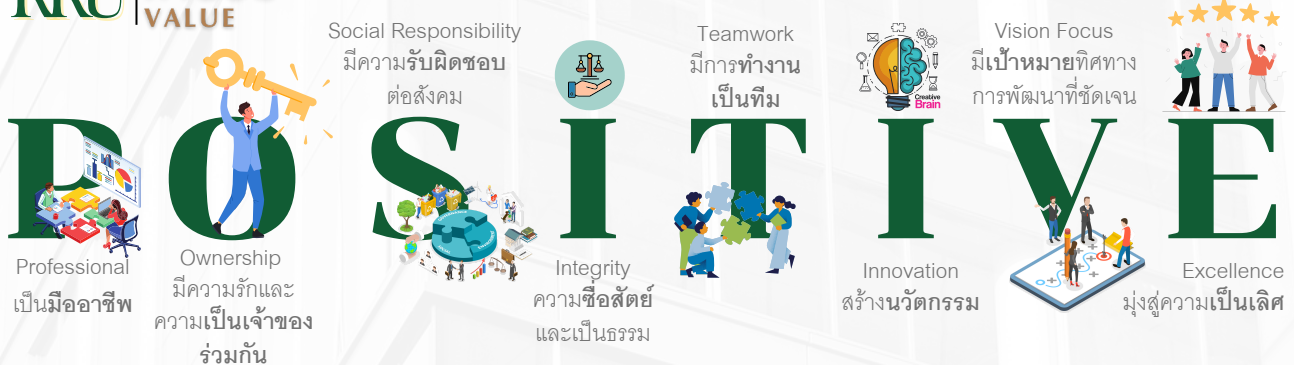 VALUE
Social Responsibility
มีความรับผิดชอบ
ต่อสังคม
Teamwork
มีการทำงาน
เป็นทีม
Creative
Brain
Vision Focus
มีเป้าหมายทิศทาง
การพัฒนาที่ชัดเจน
POSITIVE
Professional
เป็นมืออาชีพ
Ownership
มีความรักและ
ความเป็นเจ้าของ
ร่วมกัน
Integrity
ความซื่อสัตย์
และเป็นธรรม
Innovation
สร้างนวัตกรรม
Excellence
มุ่งสู่ความเป็นเลิศ